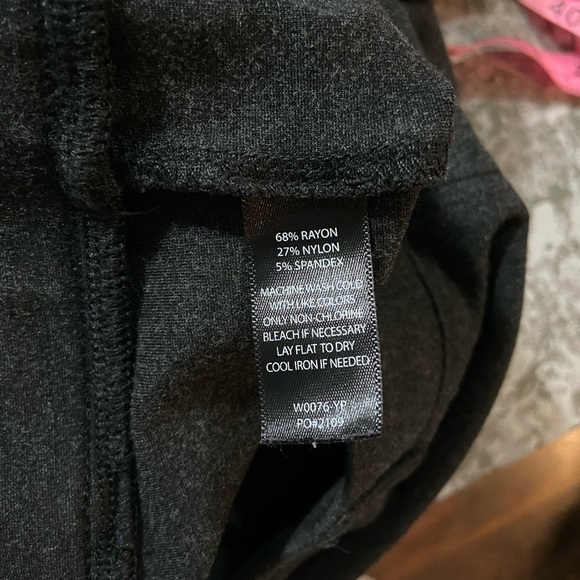 68% RAYON
27% NYLON
5% SPANDEX
MACHINE WASH COLD
WITH LIKE COLORS
ONLY NON-CHLORINE
BLEACH IF NECESSARY
LAY FLAT TO DRY
COOL IRON IF NEEDED
W0076-YP
PO#2109